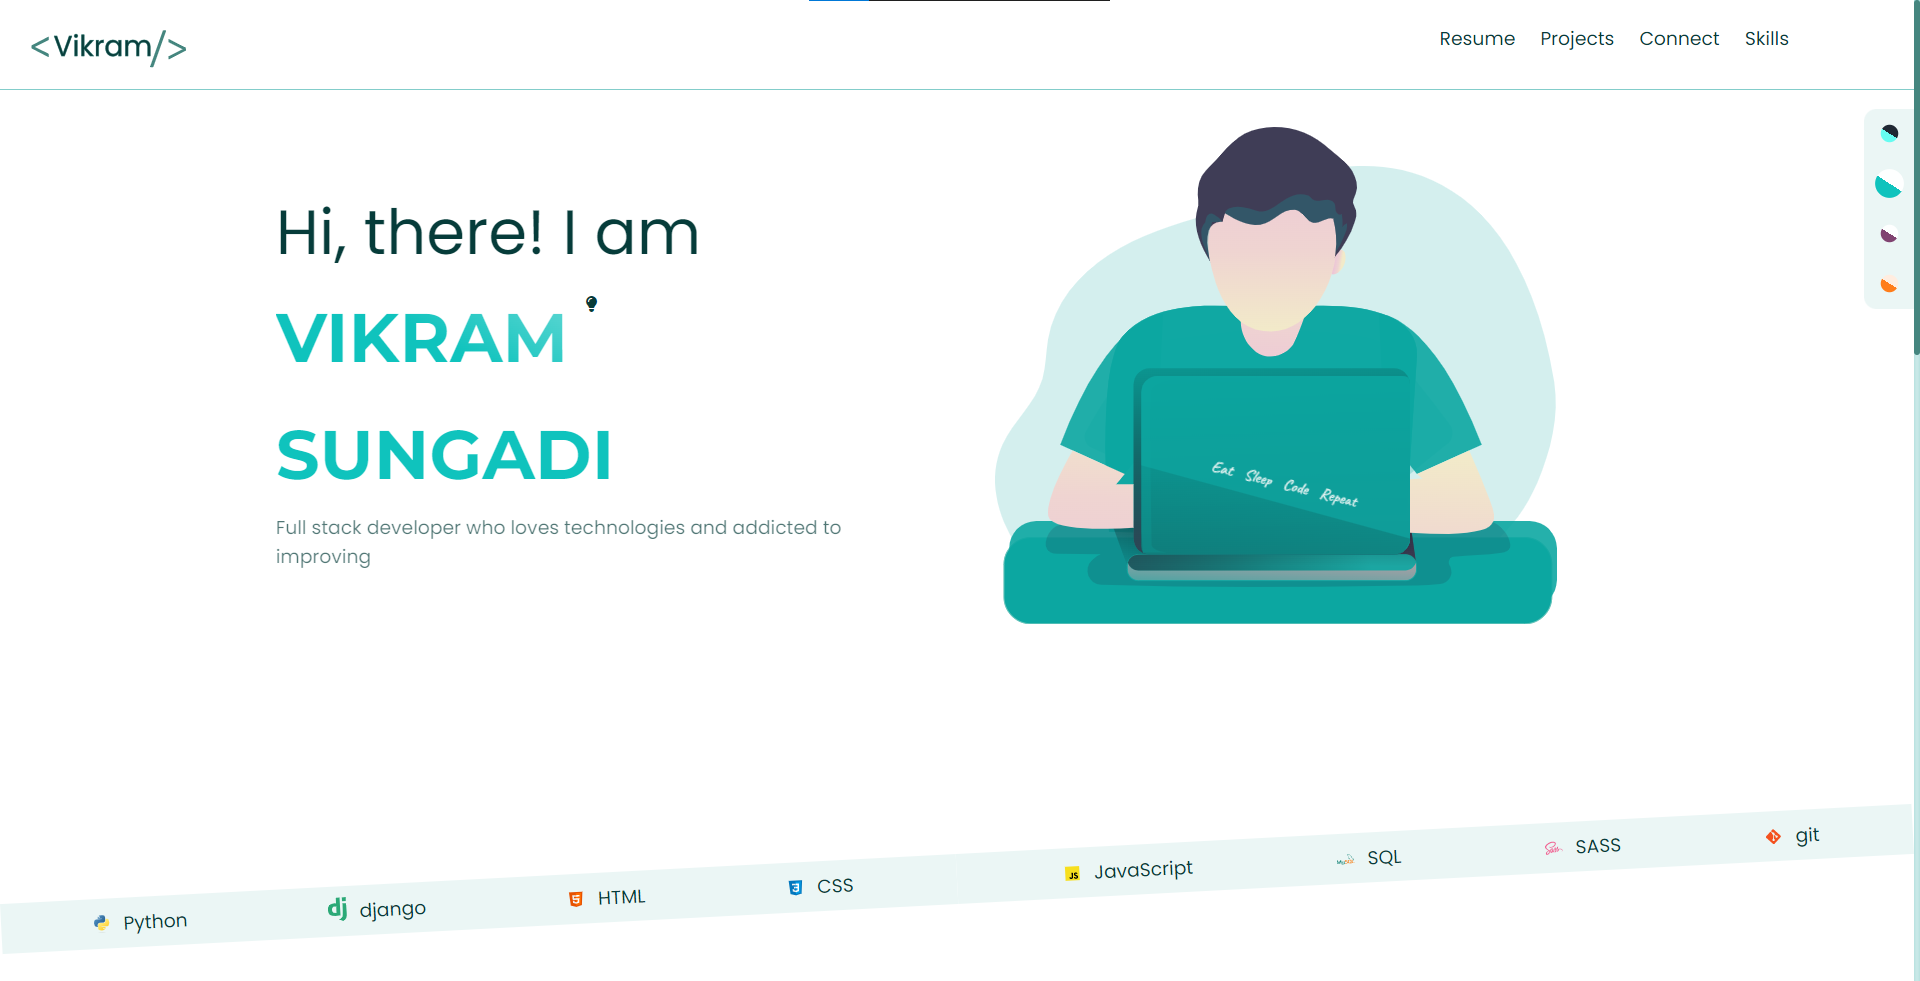 <Vikram/>
Resume Projects Connect Skills
Hi, there! I am
VIKRAM
SUNGADI
Full stack developer who loves technologies and addicted to
improving
Eat Sleep Code Repeat
Python dj django HTML CSS JS JavaScript SQL Sass SASS git